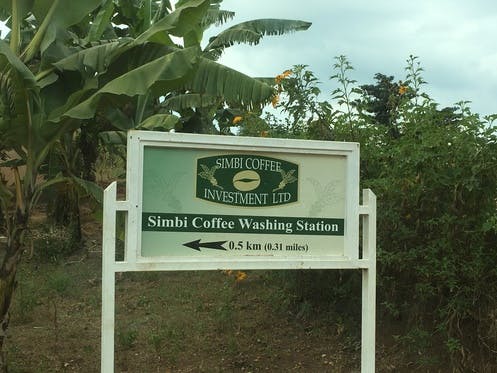 SIMBI COFFEE
INVESTMENT LTD
Simbi Coffee Washing Station
0.5 km (0.31 miles)